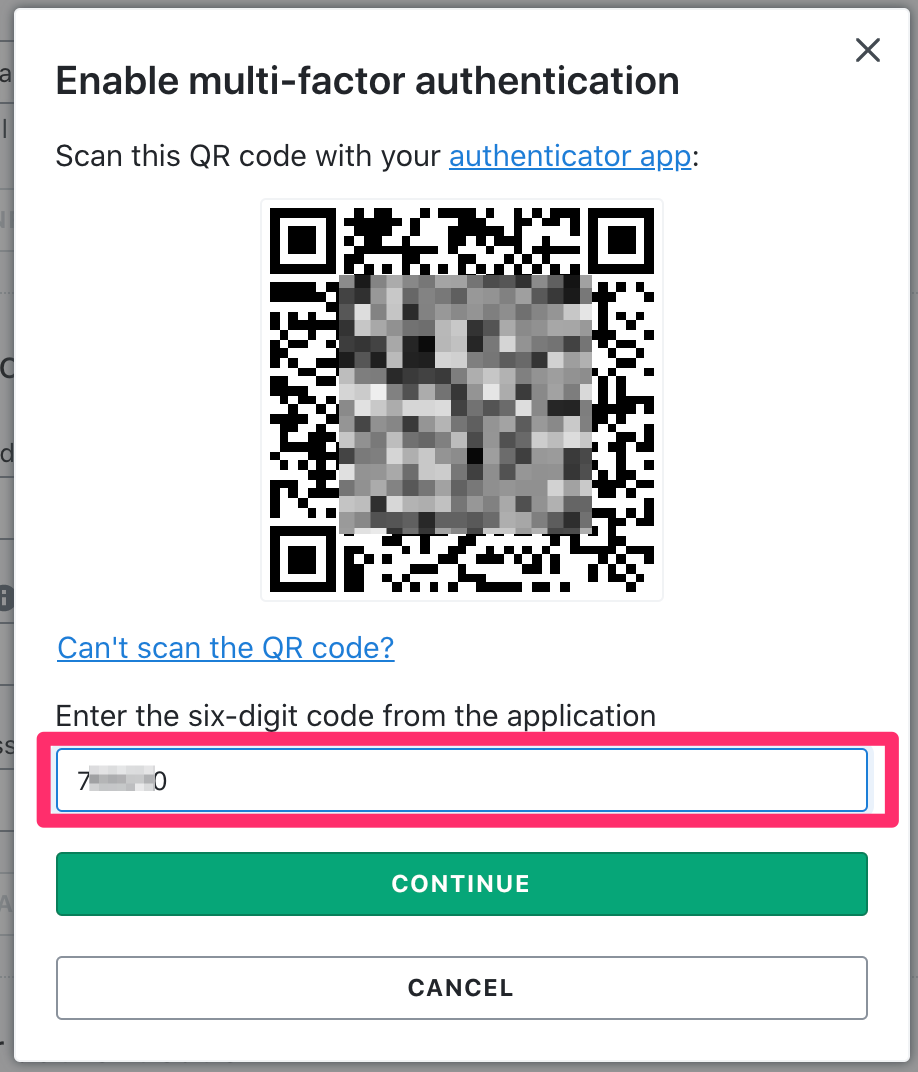 Enable multi-factor authentication
Scan this QR code with your authenticator app:
Can't scan the QR code?
Enter the six-digit code from the application
7 0
CONTINUE
CANCEL